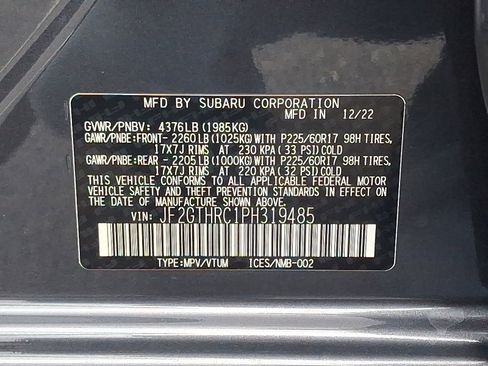 MFD BY SUBARU CORPORATION
MFD IN 12/22
GVWR/PNBV: 4376LB (1985KG)
GAWR/PNBE:FRONT- 2260LB (1025KG)WITH P225/60R17 98H TIRES,
17X7J RIMS AT 230 KPA (33 PSI)COLD
GAWR/PNBE:REAR - 2205LB (1000KG)WITH P225/60R17 98H TIRES,
17X7J RIMS AT 220 KPA (32 PSI)COLD
THIS VEHICLE CONFORMS TO ALL APPLICABLE FEDERAL MOTOR
VEHICLE SAFETY AND THEFT PREVENTION STANDARDS IN
EFFECT ON THE DATE OF MANUFACTURE SHOWN ABOVE.
VIN: JF2GTHRC1PH319485
TYPE:MPV/VTUM ICES/NMB-002